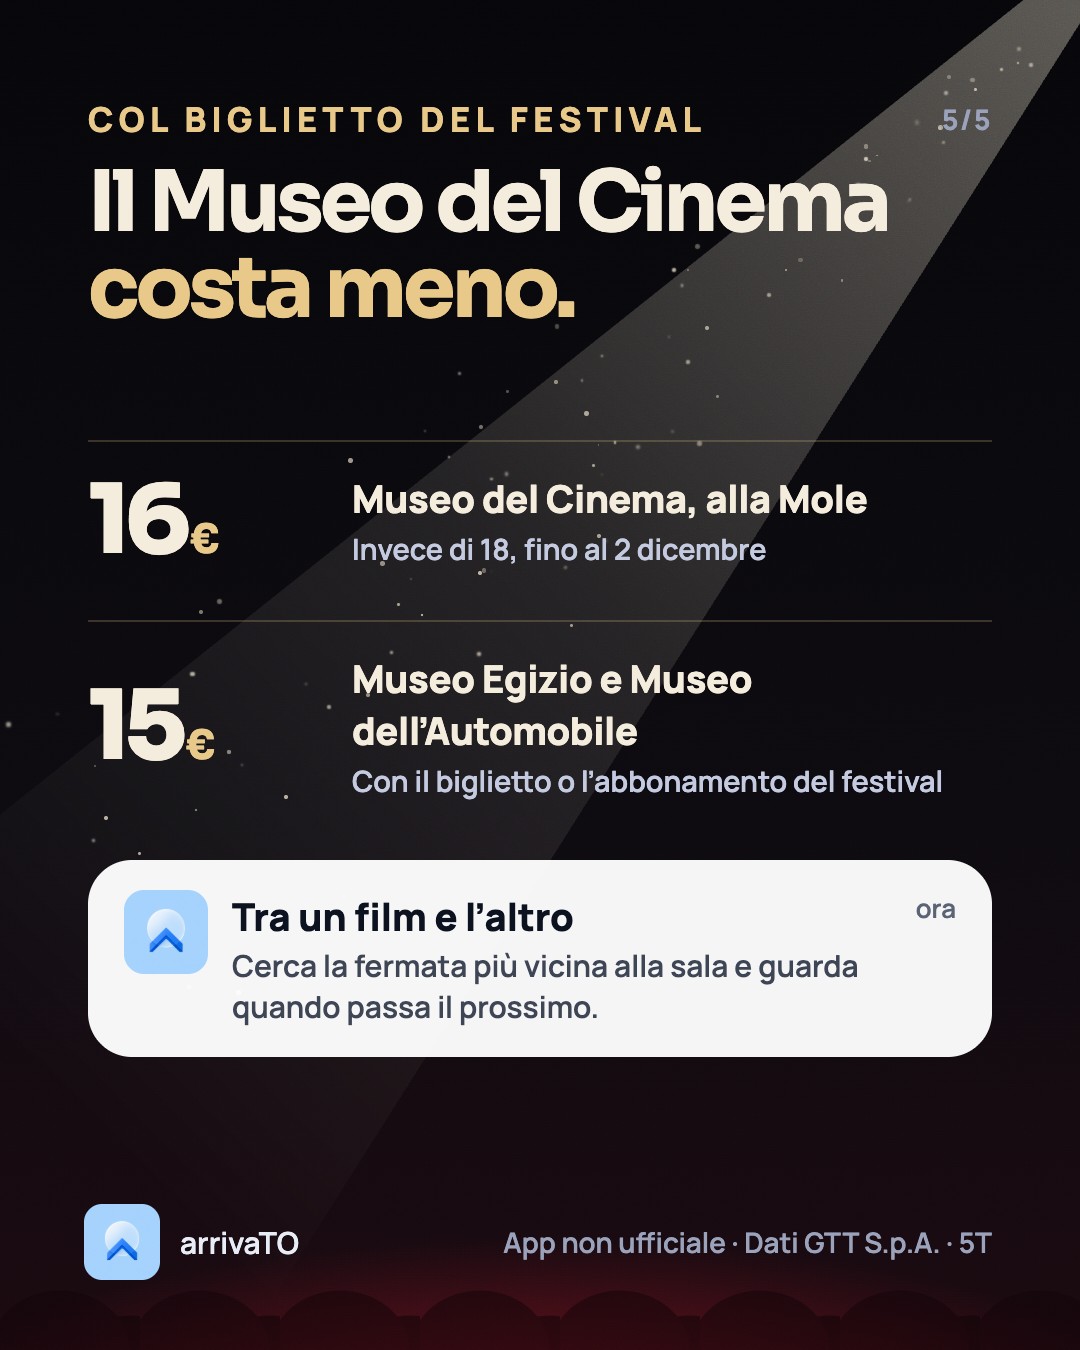 COL BIGLIETTO DEL FESTIVAL
5/5
Il Museo del Cinema
costa meno.
16€
Museo del Cinema, alla Mole
Invece di 18, fino al 2 dicembre
15€
Museo Egizio e Museo
dell’Automobile
Con il biglietto o l’abbonamento del festival
Tra un film e l’altro
ora
Cerca la fermata più vicina alla sala e guarda
quando passa il prossimo.
arrivaTO
App non ufficiale · Dati GTT S.p.A. · 5T